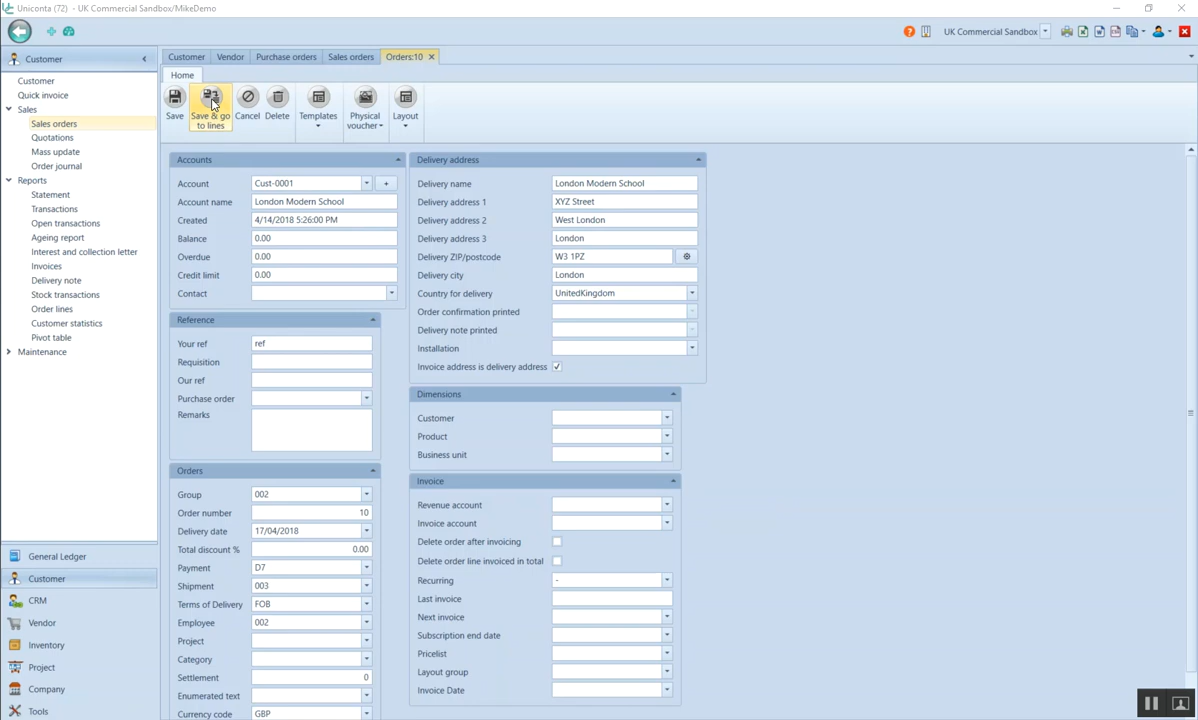 Uniconta (72) - UK Commercial Sandbox/MikeDemo
UK Commercial Sandbox
Customer
Customer
Vendor
Purchase orders
Sales orders
Orders:10
Home
Save
Save & go to lines
Cancel
Delete
Templates
Physical voucher
Layout
Customer
Quick invoice
Sales
Sales orders
Quotations
Mass update
Order journal
Reports
Statement
Transactions
Open transactions
Ageing report
Interest and collection letter
Invoices
Delivery note
Stock transactions
Order lines
Customer statistics
Pivot table
Maintenance
General Ledger
Customer
CRM
Vendor
Inventory
Project
Company
Tools
Accounts
Account Cust-0001
Account name London Modern School
Created 4/14/2018 5:26:00 PM
Balance 0.00
Overdue 0.00
Credit limit 0.00
Contact
Reference
Your ref ref
Requisition
Our ref
Purchase order
Remarks
Orders
Group 002
Order number 10
Delivery date 17/04/2018
Total discount % 0.00
Payment D7
Shipment 003
Terms of Delivery FOB
Employee 002
Project
Category
Settlement 0
Enumerated text
Currency code GBP
Delivery address
Delivery name London Modern School
Delivery address 1 XYZ Street
Delivery address 2 West London
Delivery address 3 London
Delivery ZIP/postcode W3 1PZ
Delivery city London
Country for delivery UnitedKingdom
Order confirmation printed
Delivery note printed
Installation
Invoice address is delivery address
Dimensions
Customer
Product
Business unit
Invoice
Revenue account
Invoice account
Delete order after invoicing
Delete order line invoiced in total
Recurring -
Last invoice
Next invoice
Subscription end date
Pricelist
Layout group
Invoice Date